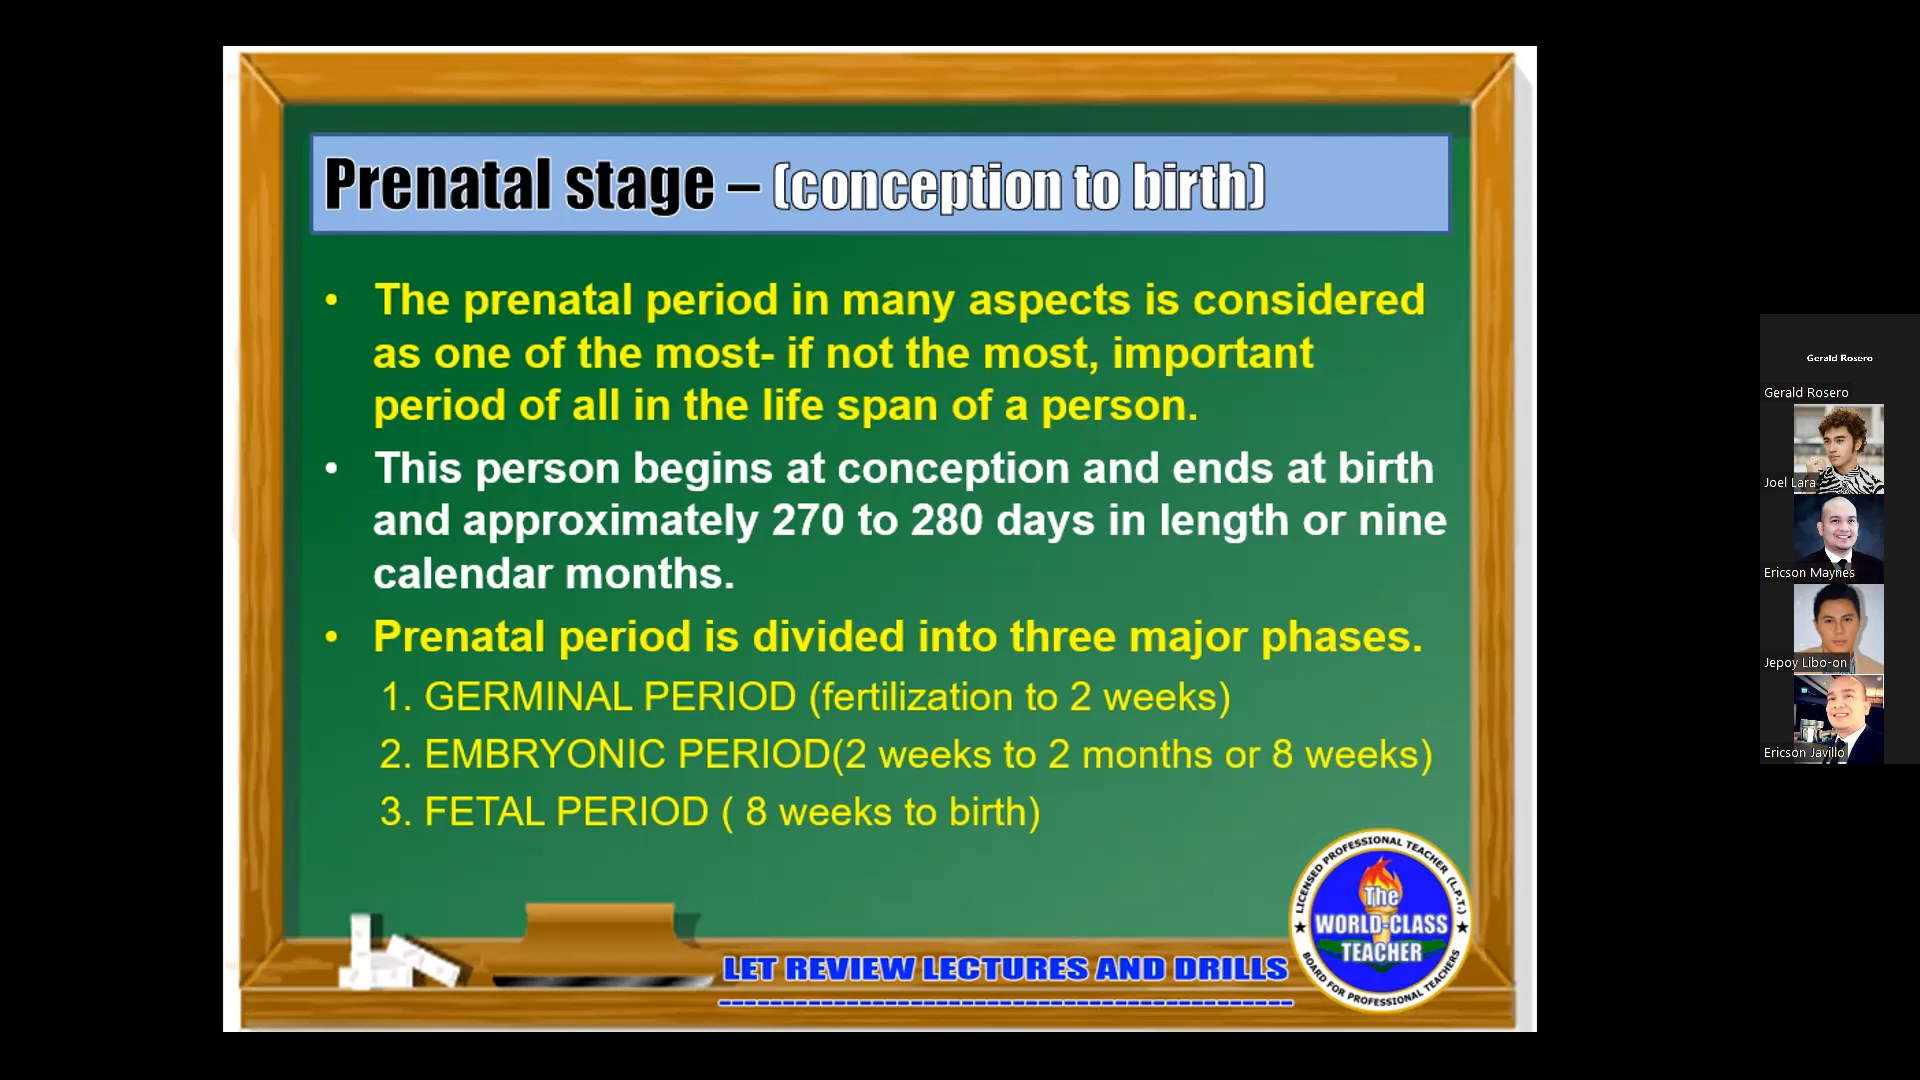 Prenatal stage – (conception to birth)
• The prenatal period in many aspects is considered
as one of the most- if not the most, important
period of all in the life span of a person.
• This person begins at conception and ends at birth
and approximately 270 to 280 days in length or nine
calendar months.
• Prenatal period is divided into three major phases.
1. GERMINAL PERIOD (fertilization to 2 weeks)
2. EMBRYONIC PERIOD(2 weeks to 2 months or 8 weeks)
3. FETAL PERIOD ( 8 weeks to birth)
LET REVIEW LECTURES AND DRILLS
LICENSED PROFESSIONAL TEACHER (L.P.T.)
The
WORLD-CLASS
TEACHER
BOARD FOR PROFESSIONAL TEACHERS
Gerald Rosero
Gerald Rosero
Joel Lara
Ericson Maynes
Jepoy Libo-on
Ericson Javillo